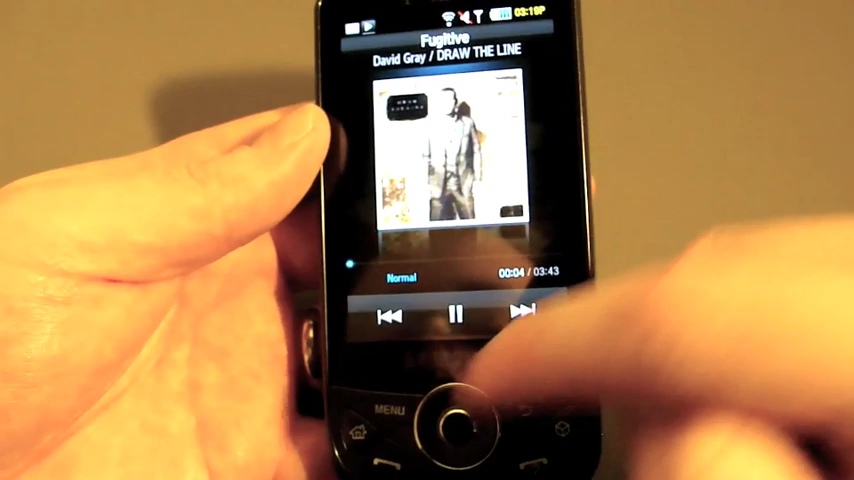 03:19P
Fugitive
David Gray / DRAW THE LINE
Normal
00:04 / 03:43
MENU